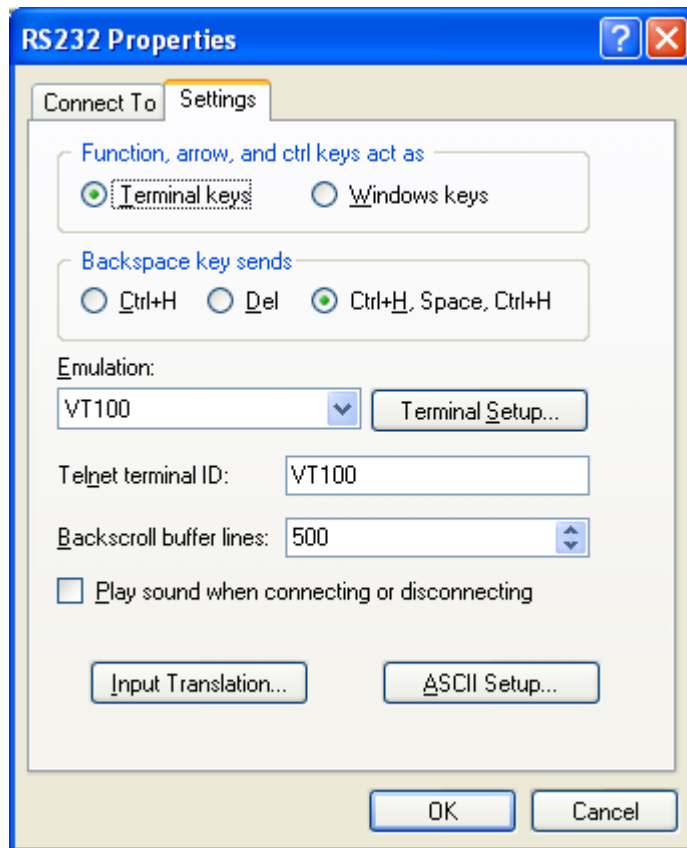 RS232 Properties
Connect To Settings
Function, arrow, and ctrl keys act as
Terminal keys Windows keys
Backspace key sends
Ctrl+H Del Ctrl+H, Space, Ctrl+H
Emulation:
VT100 Terminal Setup...
Telnet terminal ID: VT100
Backscroll buffer lines: 500
Play sound when connecting or disconnecting
Input Translation... ASCII Setup...
OK Cancel